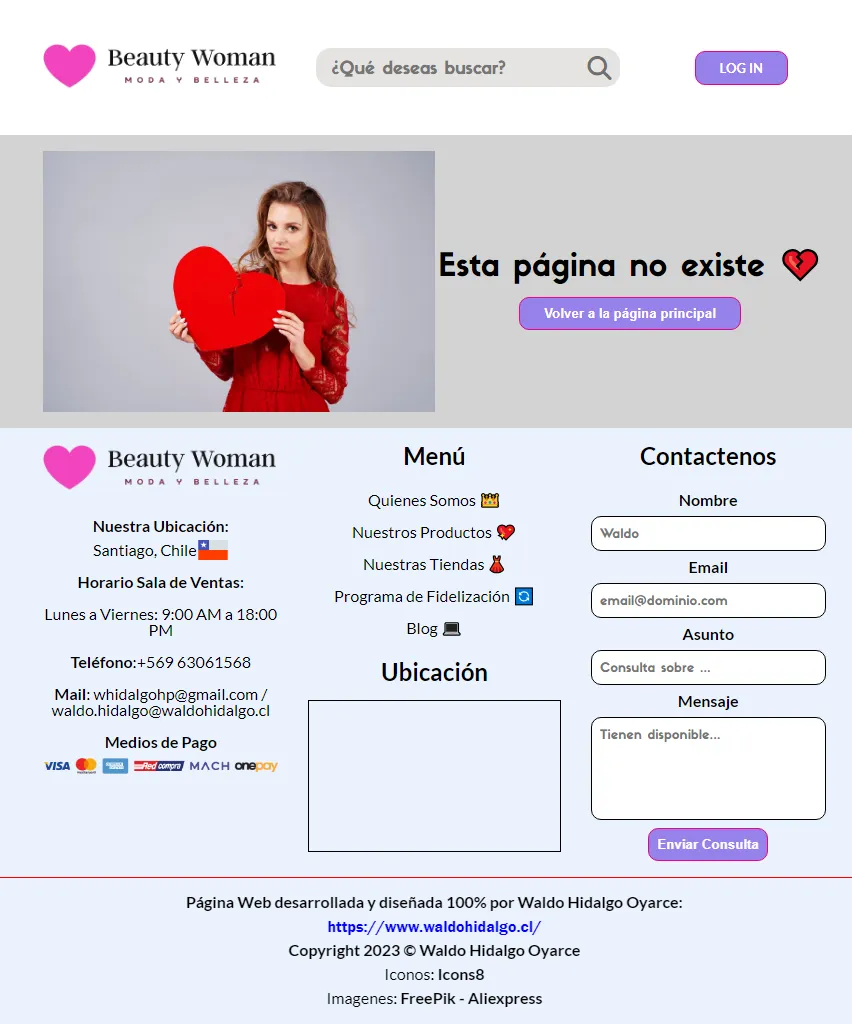 Beauty Woman
MODA Y BELLEZA
¿Qué deseas buscar?
LOG IN
Esta página no existe 💔
Volver a la página principal
Beauty Woman
MODA Y BELLEZA
Nuestra Ubicación:
Santiago, Chile
Horario Sala de Ventas:
Lunes a Viernes: 9:00 AM a 18:00
PM
Teléfono:+569 63061568
Mail: whidalgohp@gmail.com /
waldo.hidalgo@waldohidalgo.cl
Medios de Pago
VISA mastercard Red compra MACH onepay
Menú
Quienes Somos 👑
Nuestros Productos 💖
Nuestras Tiendas 👗
Programa de Fidelización 🔄
Blog 💻
Ubicación
Contactenos
Nombre
Waldo
Email
email@dominio.com
Asunto
Consulta sobre ...
Mensaje
Tienen disponible...
Enviar Consulta
Página Web desarrollada y diseñada 100% por Waldo Hidalgo Oyarce:
https://www.waldohidalgo.cl/
Copyright 2023 © Waldo Hidalgo Oyarce
Iconos: Icons8
Imagenes: FreePik - Aliexpress